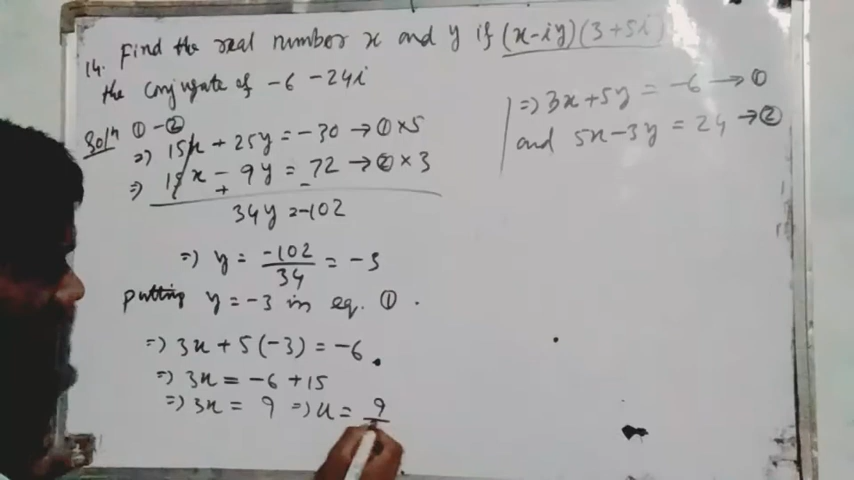 14. Find the real number x and y if (x-iy)(3+5i)
the conjugate of -6 -24i
Sol^n ① - ②
=> 15x + 25y = -30 → ① × 5
=> 15x - 9y = 72 → ② × 3
+ -
34y = -102
=> y = -102/34 = -3
putting y = -3 in eq. ① .
=> 3x + 5(-3) = -6
=> 3x = -6 + 15
=> 3x = 9 => x = 9/
=> 3x + 5y = -6 → ①
and 5x - 3y = 24 → ②